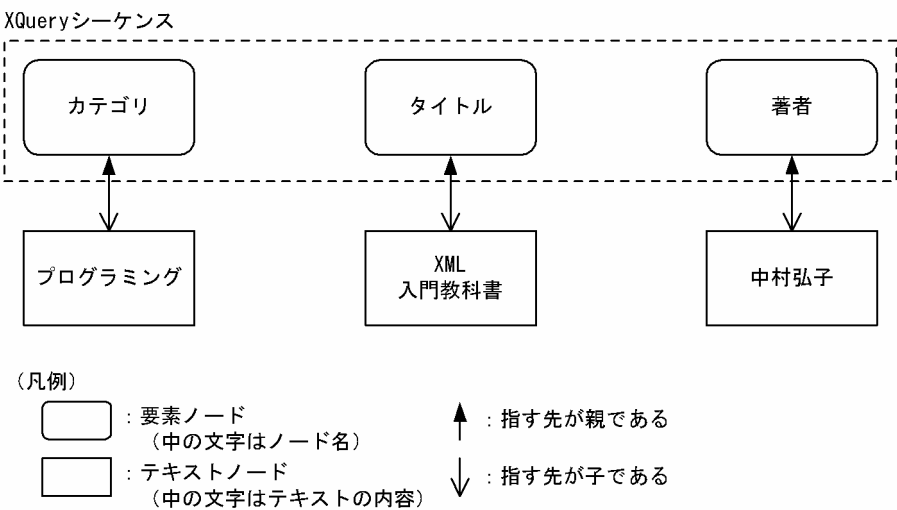 XQueryシーケンス
カテゴリ
タイトル
著者
プログラミング
XML
入門教科書
中村弘子
(凡例)
:要素ノード
(中の文字はノード名)
:テキストノード
(中の文字はテキストの内容)
:指す先が親である
:指す先が子である